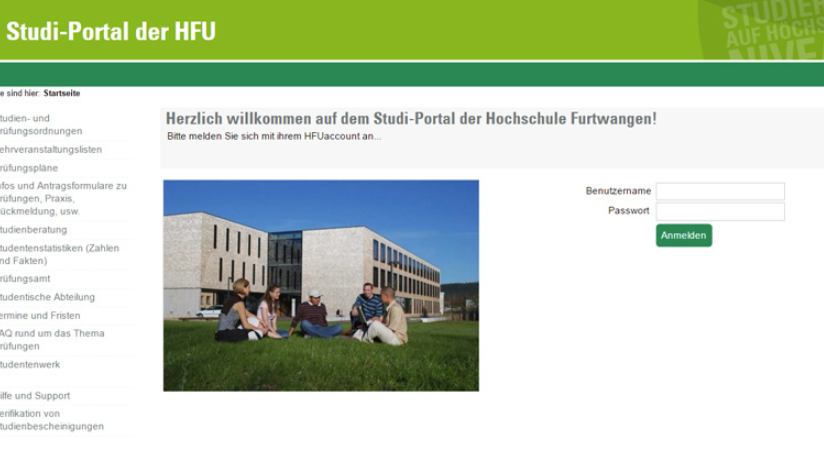 Studi-Portal der HFU
STUDIER
AUF HOCHS
NIVEA
e sind hier: Startseite
tudien- und
rüfungsordnungen
ehrveranstaltungslisten
rüfungspläne
fos und Antragsformulare zu
rüfungen, Praxis,
ückmeldung, usw.
tudienberatung
tudentenstatistiken (Zahlen
nd Fakten)
rüfungsamt
tudentische Abteilung
ermine und Fristen
AQ rund um das Thema
rüfungen
tudentenwerk
ilfe und Support
erifikation von
tudienbescheinigungen
Herzlich willkommen auf dem Studi-Portal der Hochschule Furtwangen!
Bitte melden Sie sich mit ihrem HFUaccount an...
Benutzername
Passwort
Anmelden